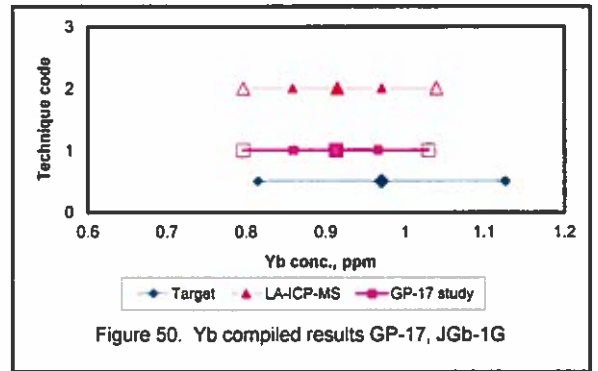 3
2
1
0
Technique code
0.6 0.7 0.8 0.9 1 1.1 1.2
Yb conc., ppm
Target LA-ICP-MS GP-17 study
Figure 50. Yb compiled results GP-17, JGb-1G